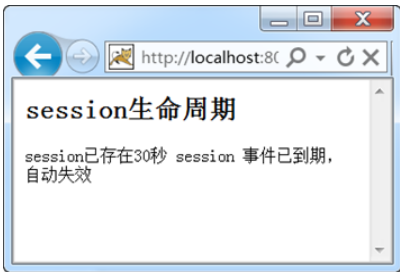 http://localhost:80
session生命周期
session已存在30秒 session 事件已到期，
自动失效